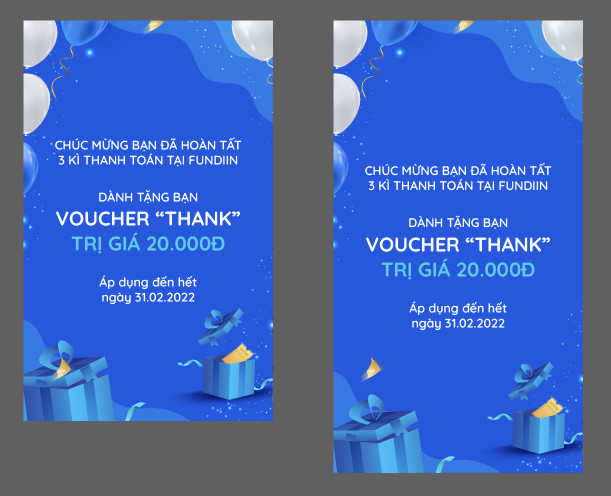 CHÚC MỪNG BẠN ĐÃ HOÀN TẤT
3 KÌ THANH TOÁN TẠI FUNDIIN
DÀNH TẶNG BẠN
VOUCHER “THANK”
TRỊ GIÁ 20.000Đ
Áp dụng đến hết
ngày 31.02.2022
CHÚC MỪNG BẠN ĐÃ HOÀN TẤT
3 KÌ THANH TOÁN TẠI FUNDIIN
DÀNH TẶNG BẠN
VOUCHER “THANK”
TRỊ GIÁ 20.000Đ
Áp dụng đến hết
ngày 31.02.2022